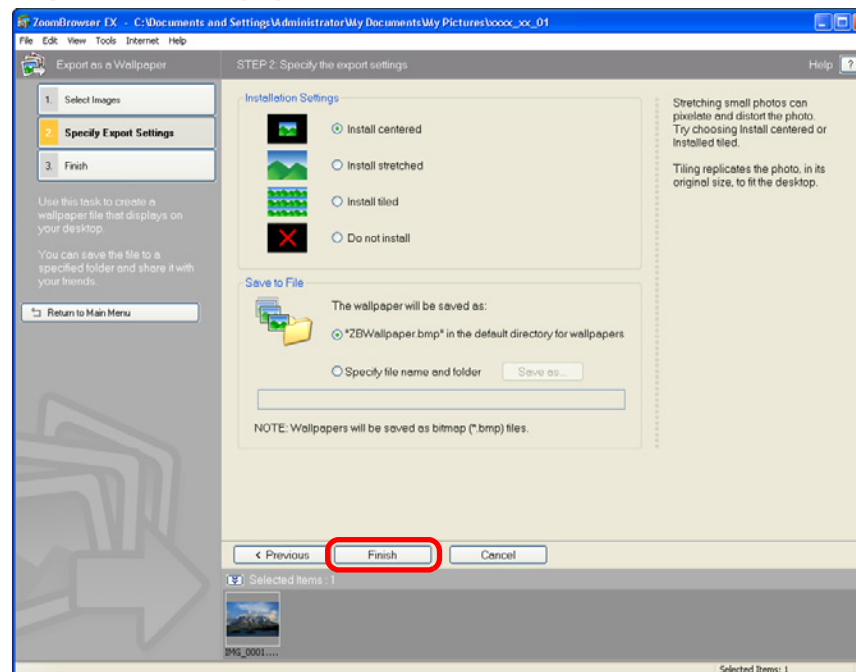 ZoomBrowser EX - C:\Documents and Settings\Administrator\My Documents\My Pictures\xxxx_xx_01
File Edit View Tools Internet Help
Export as a Wallpaper
STEP 2: Specify the export settings
Help ?
1. Select Images
2. Specify Export Settings
3. Finish
Use this task to create a
wallpaper file that displays on
your desktop.
You can save the file to a
specified folder and share it with
your friends.
Return to Main Menu
Installation Settings
Install centered
Install stretched
Install tiled
Do not install
Save to File
The wallpaper will be saved as:
"ZBWallpaper.bmp" in the default directory for wallpapers
Specify file name and folder
Save as...
NOTE: Wallpapers will be saved as bitmap (*.bmp) files.
Stretching small photos can
pixelate and distort the photo.
Try choosing Install centered or
Installed tiled.
Tiling replicates the photo, in its
original size, to fit the desktop.
< Previous
Finish
Cancel
Selected Items : 1
IMG_0001....
Selected Items: 1